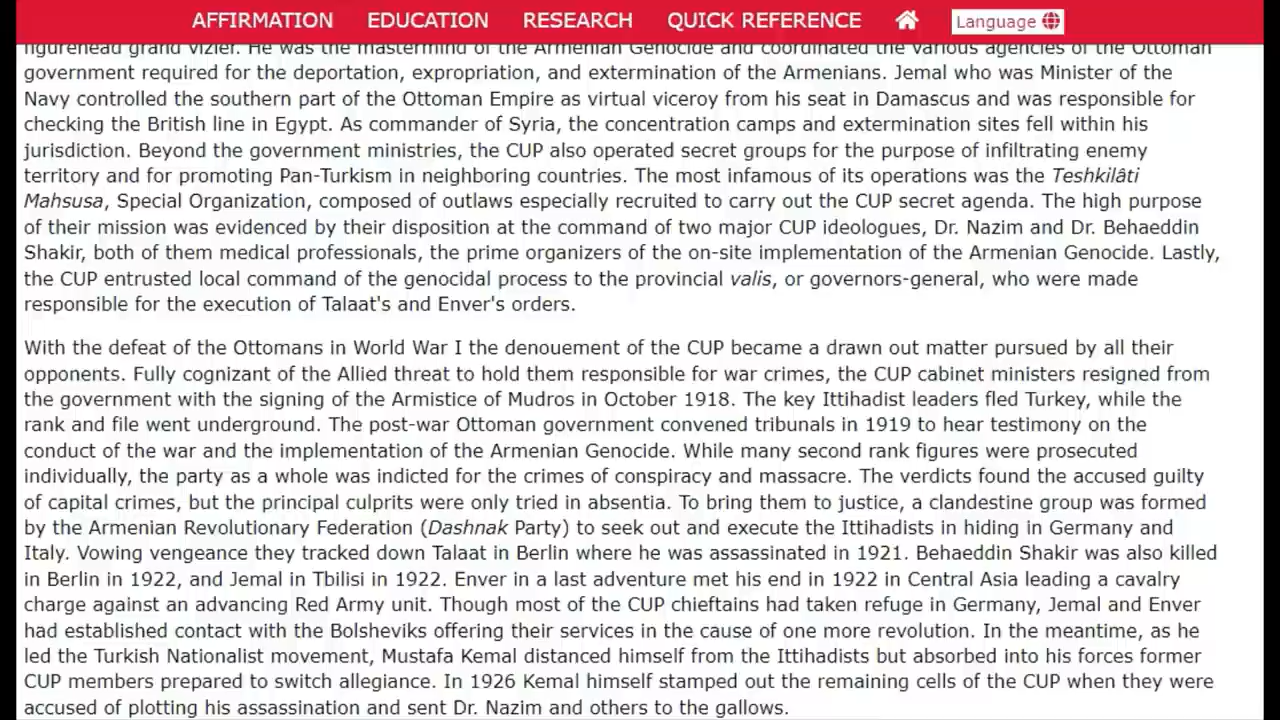 AFFIRMATION EDUCATION RESEARCH QUICK REFERENCE Language
figurehead grand vizier. He was the mastermind of the Armenian Genocide and coordinated the various agencies of the Ottoman
government required for the deportation, expropriation, and extermination of the Armenians. Jemal who was Minister of the
Navy controlled the southern part of the Ottoman Empire as virtual viceroy from his seat in Damascus and was responsible for
checking the British line in Egypt. As commander of Syria, the concentration camps and extermination sites fell within his
jurisdiction. Beyond the government ministries, the CUP also operated secret groups for the purpose of infiltrating enemy
territory and for promoting Pan-Turkism in neighboring countries. The most infamous of its operations was the Teshkilâti
Mahsusa, Special Organization, composed of outlaws especially recruited to carry out the CUP secret agenda. The high purpose
of their mission was evidenced by their disposition at the command of two major CUP ideologues, Dr. Nazim and Dr. Behaeddin
Shakir, both of them medical professionals, the prime organizers of the on-site implementation of the Armenian Genocide. Lastly,
the CUP entrusted local command of the genocidal process to the provincial valis, or governors-general, who were made
responsible for the execution of Talaat's and Enver's orders.
With the defeat of the Ottomans in World War I the denouement of the CUP became a drawn out matter pursued by all their
opponents. Fully cognizant of the Allied threat to hold them responsible for war crimes, the CUP cabinet ministers resigned from
the government with the signing of the Armistice of Mudros in October 1918. The key Ittihadist leaders fled Turkey, while the
rank and file went underground. The post-war Ottoman government convened tribunals in 1919 to hear testimony on the
conduct of the war and the implementation of the Armenian Genocide. While many second rank figures were prosecuted
individually, the party as a whole was indicted for the crimes of conspiracy and massacre. The verdicts found the accused guilty
of capital crimes, but the principal culprits were only tried in absentia. To bring them to justice, a clandestine group was formed
by the Armenian Revolutionary Federation (Dashnak Party) to seek out and execute the Ittihadists in hiding in Germany and
Italy. Vowing vengeance they tracked down Talaat in Berlin where he was assassinated in 1921. Behaeddin Shakir was also killed
in Berlin in 1922, and Jemal in Tbilisi in 1922. Enver in a last adventure met his end in 1922 in Central Asia leading a cavalry
charge against an advancing Red Army unit. Though most of the CUP chieftains had taken refuge in Germany, Jemal and Enver
had established contact with the Bolsheviks offering their services in the cause of one more revolution. In the meantime, as he
led the Turkish Nationalist movement, Mustafa Kemal distanced himself from the Ittihadists but absorbed into his forces former
CUP members prepared to switch allegiance. In 1926 Kemal himself stamped out the remaining cells of the CUP when they were
accused of plotting his assassination and sent Dr. Nazim and others to the gallows.